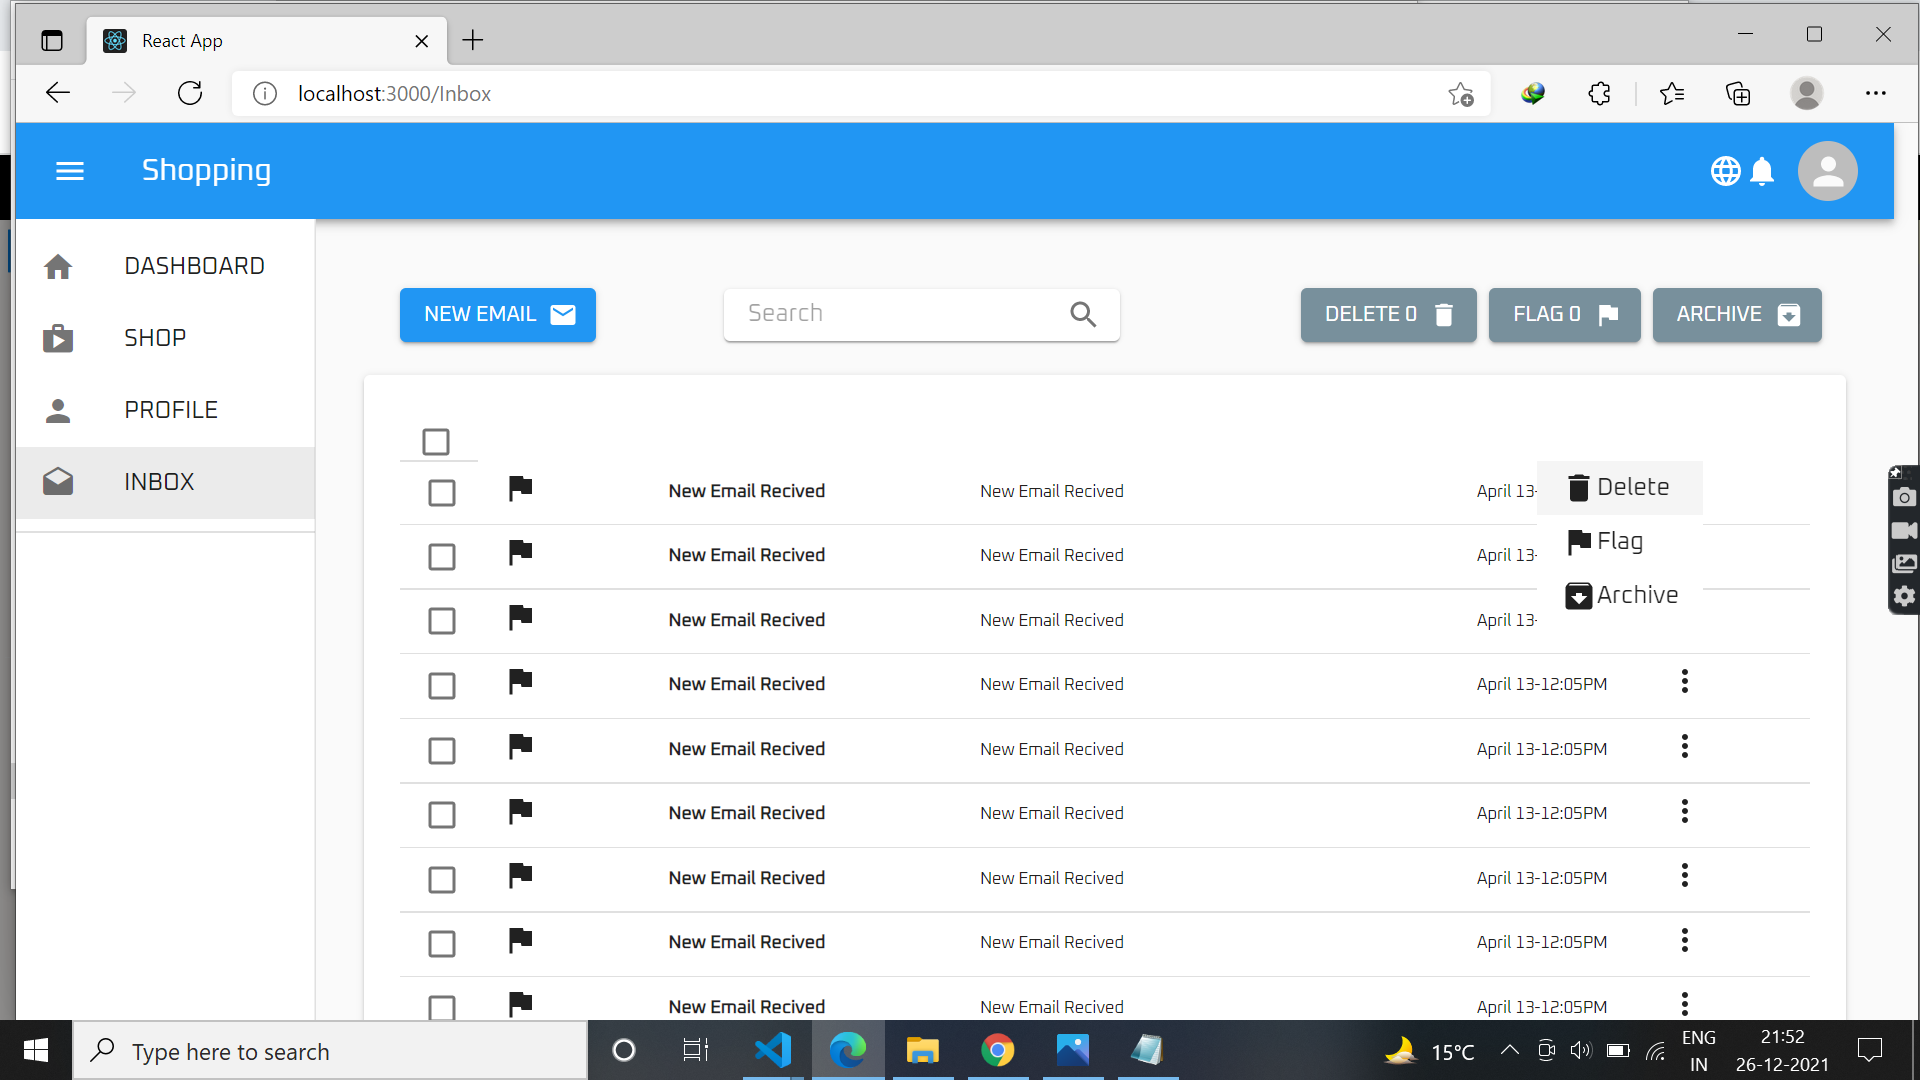 React App
localhost:3000/Inbox
Shopping
DASHBOARD
SHOP
PROFILE
INBOX
NEW EMAIL
Search
DELETE 0
FLAG 0
ARCHIVE
New Email Recived New Email Recived April 13-
New Email Recived New Email Recived April 13-
New Email Recived New Email Recived April 13-
Delete
Flag
Archive
New Email Recived New Email Recived April 13-12:05PM
New Email Recived New Email Recived April 13-12:05PM
New Email Recived New Email Recived April 13-12:05PM
New Email Recived New Email Recived April 13-12:05PM
New Email Recived New Email Recived April 13-12:05PM
New Email Recived New Email Recived April 13-12:05PM
Type here to search
15°C
ENG
IN
21:52
26-12-2021